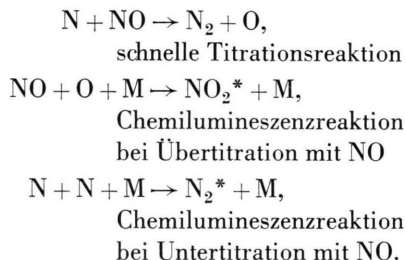 N + NO → N₂ + O,
schnelle Titrationsreaktion
NO + O + M → NO₂* + M,
Chemilumineszenzreaktion
bei Übertitration mit NO
N + N + M → N₂* + M,
Chemilumineszenzreaktion
bei Untertitration mit NO.